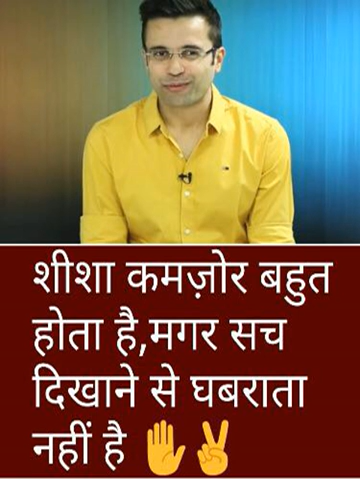 शीशा कमज़ोर बहुत
होता है,मगर सच
दिखाने से घबराता
नहीं है ✋✌